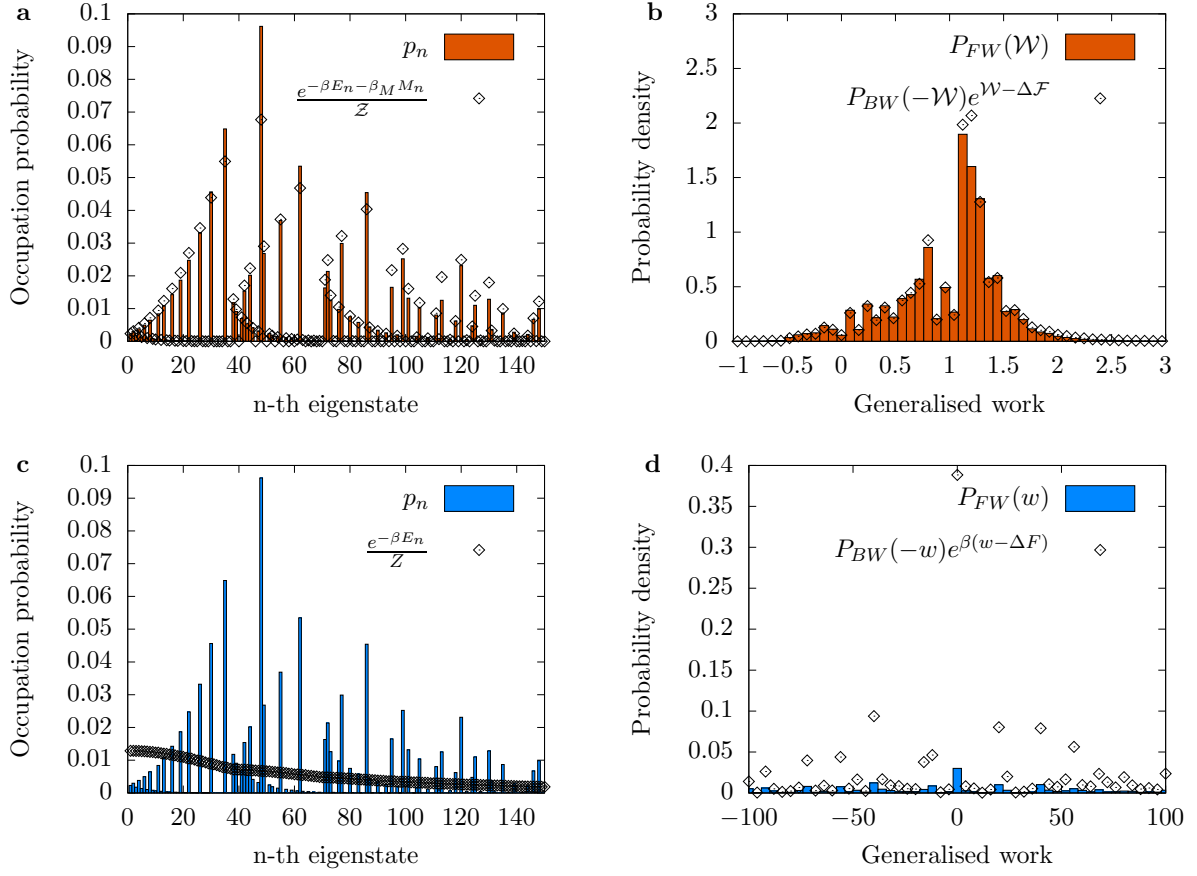 a
Occupation probability
0.1
0.09
0.08
0.07
0.06
0.05
0.04
0.03
0.02
0.01
0
p_n
\frac{e^{-βE_n-β_M M_n}}{\mathcal{Z}}
0 20 40 60 80 100 120 140
n-th eigenstate
b
Probability density
3
2.5
2
1.5
1
0.5
0
P_{FW}(\mathcal{W})
P_{BW}(-\mathcal{W})e^{\mathcal{W}-Δ\mathcal{F}}
−1 −0.5 0 0.5 1 1.5 2 2.5 3
Generalised work
c
Occupation probability
0.1
0.09
0.08
0.07
0.06
0.05
0.04
0.03
0.02
0.01
0
p_n
\frac{e^{-βE_n}}{Z}
0 20 40 60 80 100 120 140
n-th eigenstate
d
Probability density
0.4
0.35
0.3
0.25
0.2
0.15
0.1
0.05
0
P_{FW}(w)
P_{BW}(-w)e^{β(w-ΔF)}
−100 −50 0 50 100
Generalised work